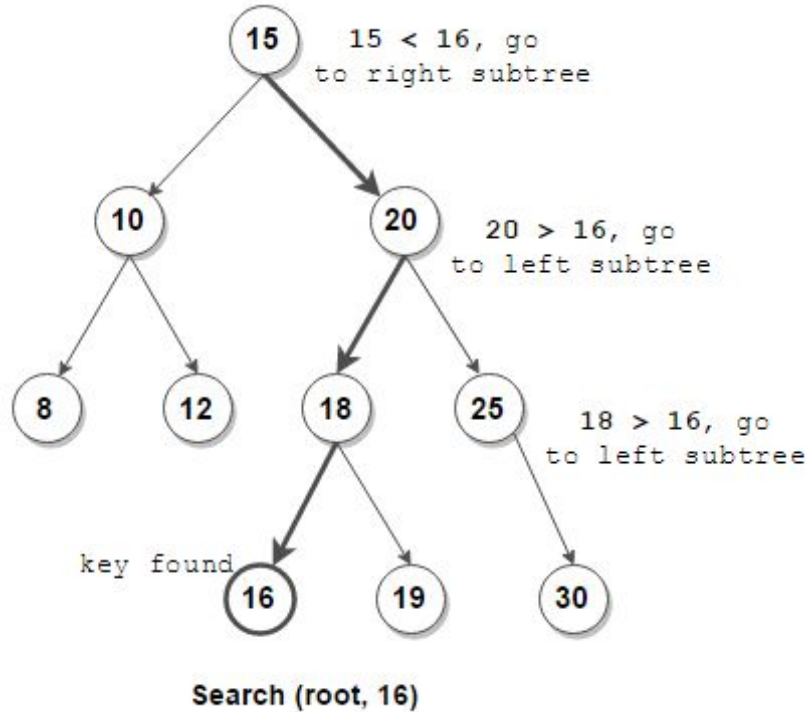 15
15 < 16, go
to right subtree
10
20
20 > 16, go
to left subtree
8
12
18
25
18 > 16, go
to left subtree
key found
16
19
30
Search (root, 16)